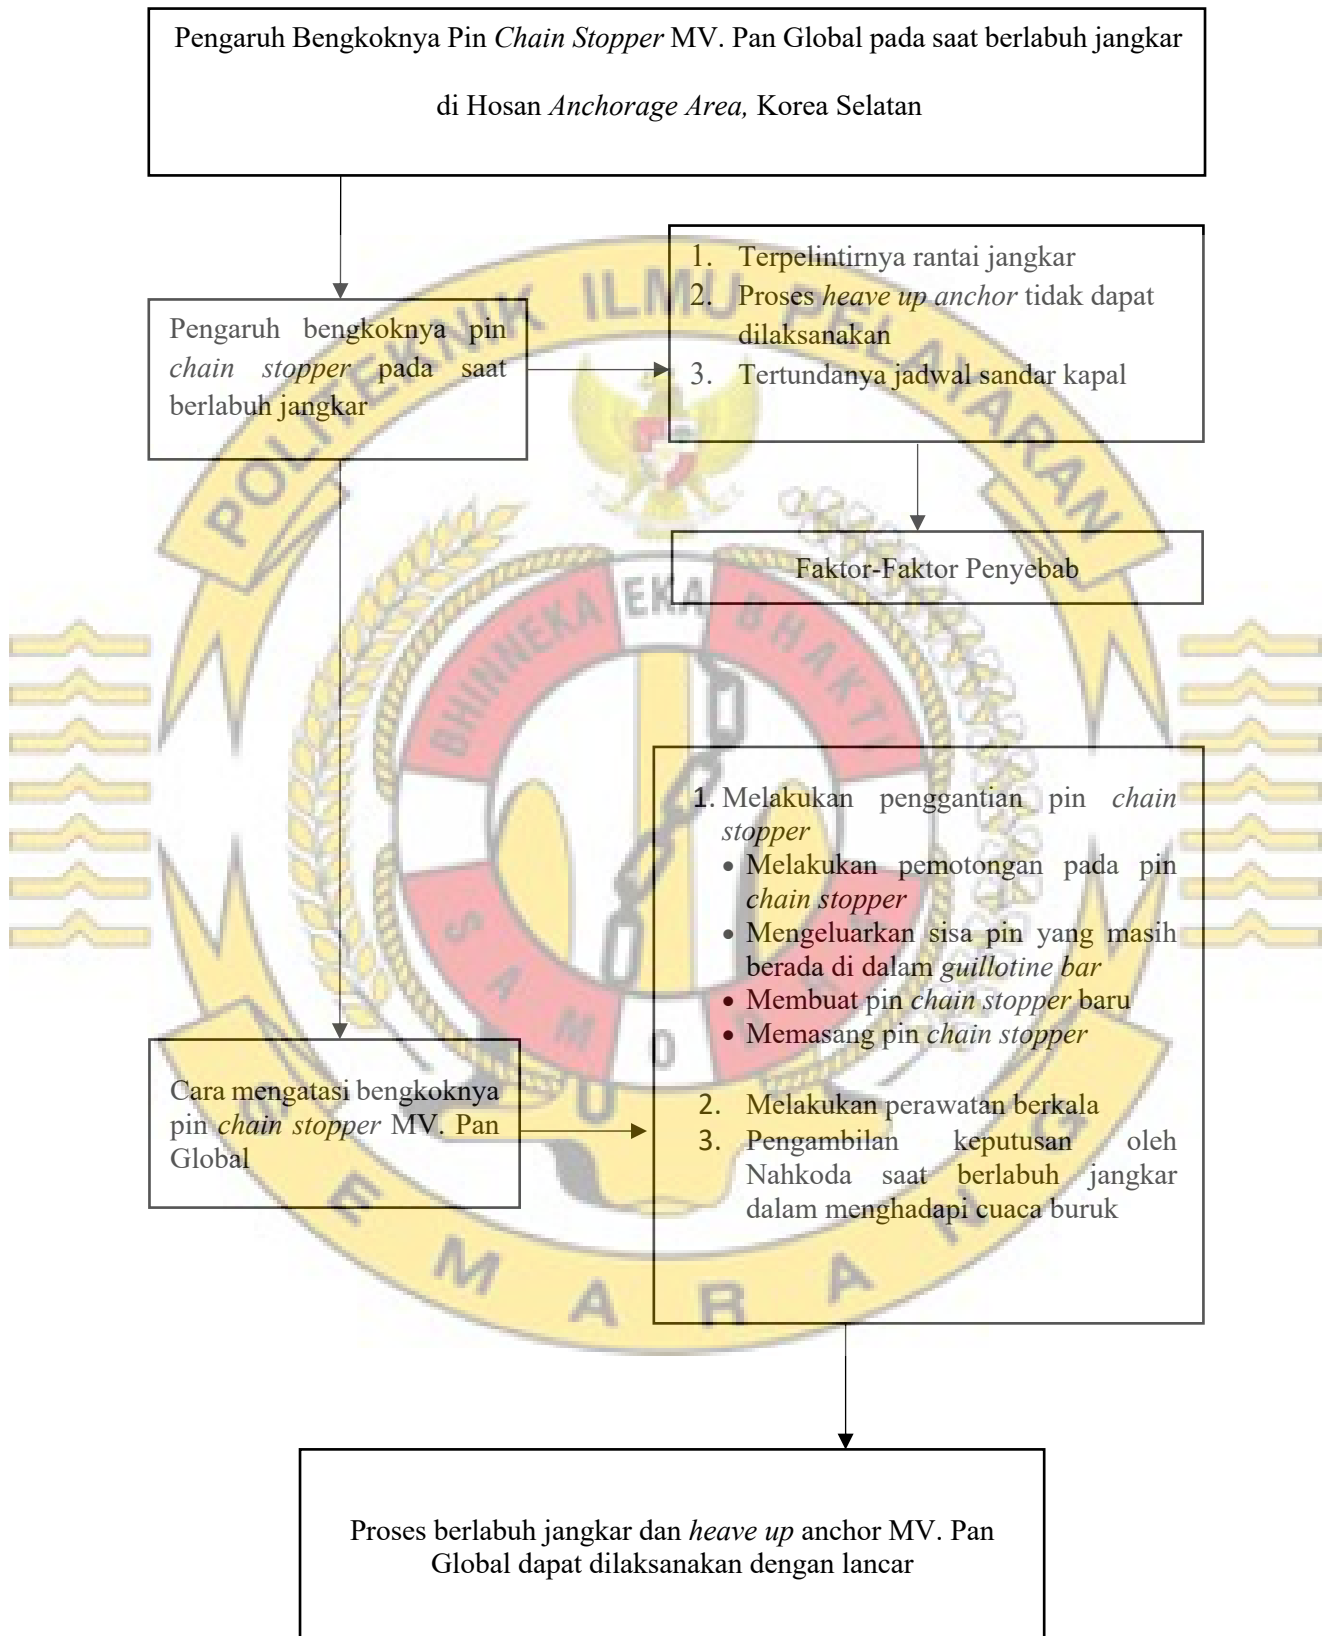 Pengaruh Bengkoknya Pin Chain Stopper MV. Pan Global pada saat berlabuh jangkar
di Hosan Anchorage Area, Korea Selatan
Pengaruh bengkoknya pin
chain stopper pada saat
berlabuh jangkar
1. Terpelintirnya rantai jangkar
2. Proses heave up anchor tidak dapat
dilaksanakan
3. Tertundanya jadwal sandar kapal
Faktor-Faktor Penyebab
Cara mengatasi bengkoknya
pin chain stopper MV. Pan
Global
1. Melakukan penggantian pin chain
stopper
• Melakukan pemotongan pada pin
chain stopper
• Mengeluarkan sisa pin yang masih
berada di dalam guillotine bar
• Membuat pin chain stopper baru
• Memasang pin chain stopper
2. Melakukan perawatan berkala
3. Pengambilan keputusan oleh
Nahkoda saat berlabuh jangkar
dalam menghadapi cuaca buruk
Proses berlabuh jangkar dan heave up anchor MV. Pan
Global dapat dilaksanakan dengan lancar
POLITEKNIK ILMU PELAYARAN
BHINNEKA EKA BHAKTI
SEMARANG